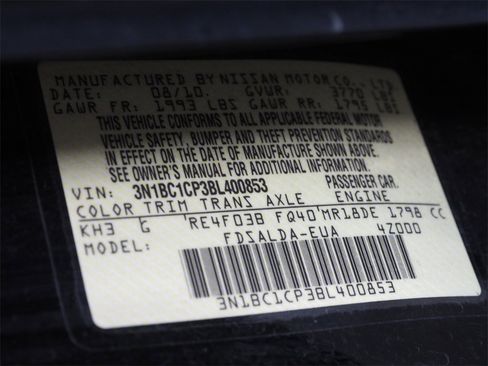 MANUFACTURED BY NISSAN MOTOR CO., LTD.
DATE: 08/10. GVWR: 3770 LB
GAWR FR: 1993 LBS GAWR RR: 1795 LBS
THIS VEHICLE CONFORMS TO ALL APPLICABLE FEDERAL MOTOR
VEHICLE SAFETY, BUMPER AND THEFT PREVENTION STANDARDS
IN EFFECT ON THE DATE OF MANUFACTURE SHOWN ABOVE.
SEE OWNER'S MANUAL FOR ADDITIONAL INFORMATION.
VIN: 3N1BC1CP3BL400853 PASSENGER CAR.
COLOR TRIM TRANS AXLE ENGINE
KH3 G RE4F03B FQ40 MR18DE 1798 CC
MODEL: FDSALDA-EUA 4Z000
3N1BC1CP3BL400853